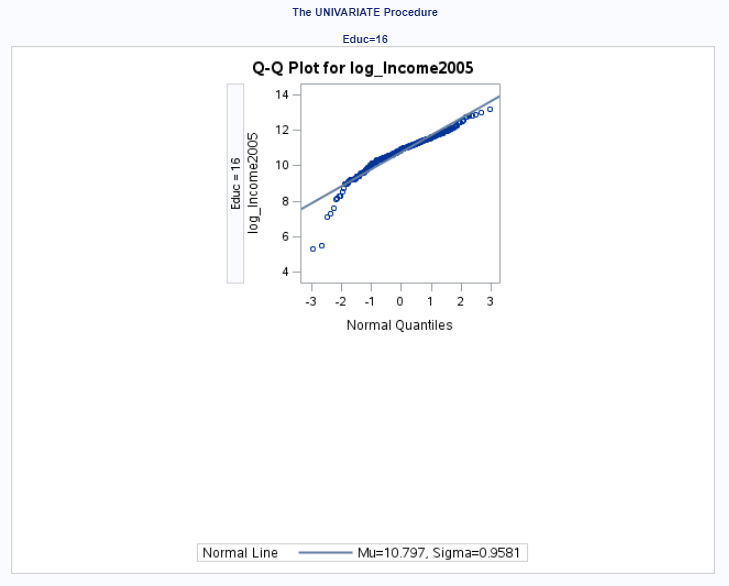 The UNIVARIATE Procedure
Educ=16
Q-Q Plot for log_Income2005
Educ = 16
log_Income2005
14
12
10
8
6
4
-3 -2 -1 0 1 2 3
Normal Quantiles
Normal Line Mu=10.797, Sigma=0.9581